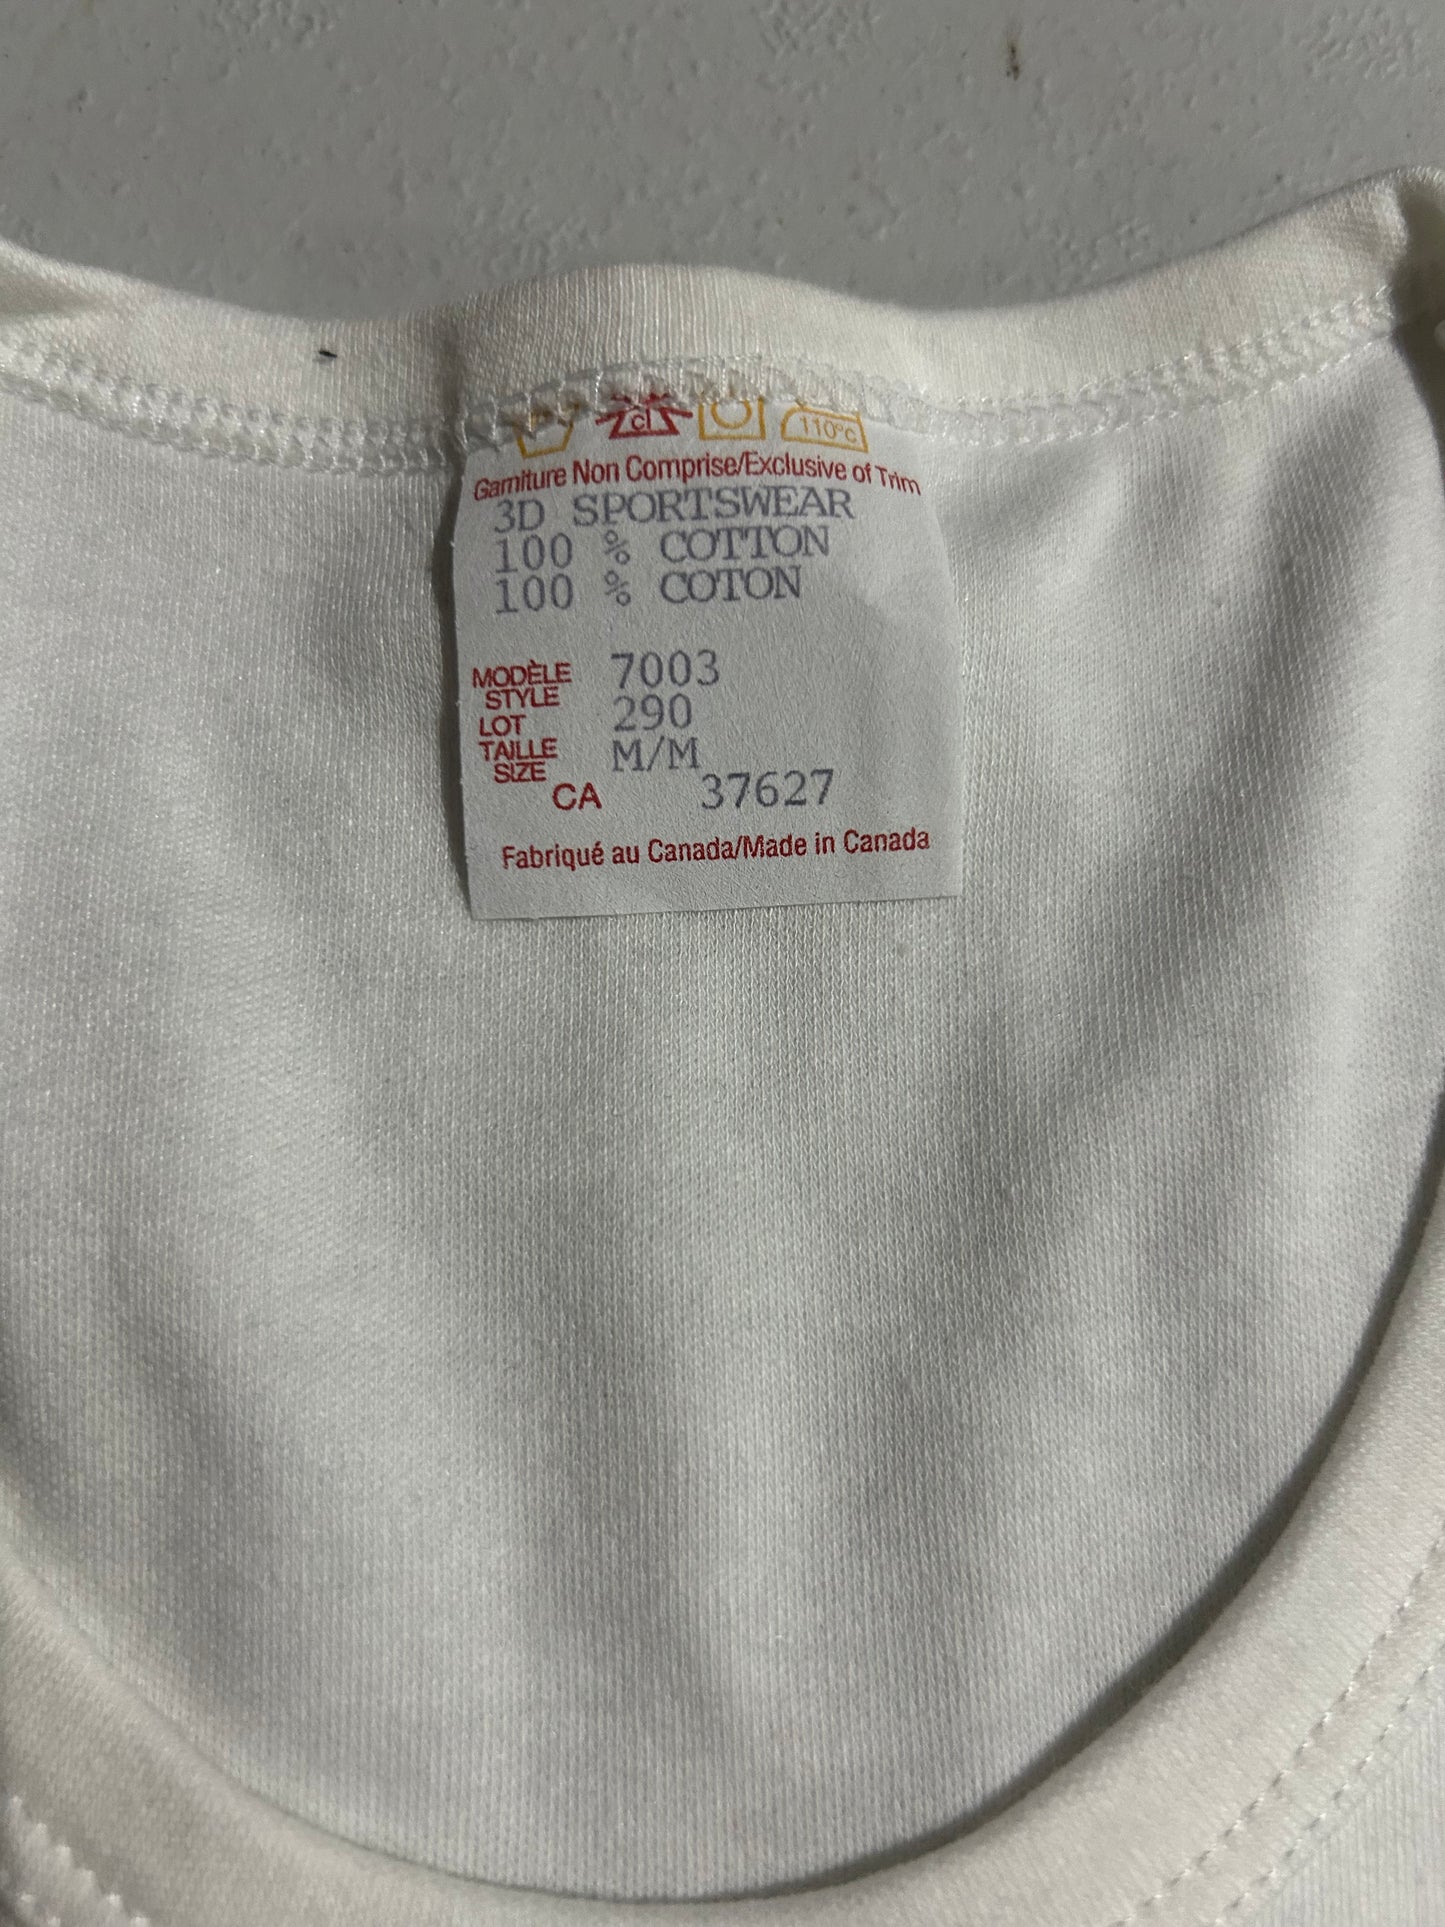 cl 110°c
Garniture Non Comprise/Exclusive of Trim
3D SPORTSWEAR
100 % COTTON
100 % COTON
MODÈLE 7003
STYLE
LOT 290
TAILLE M/M
SIZE
CA 37627
Fabriqué au Canada/Made in Canada